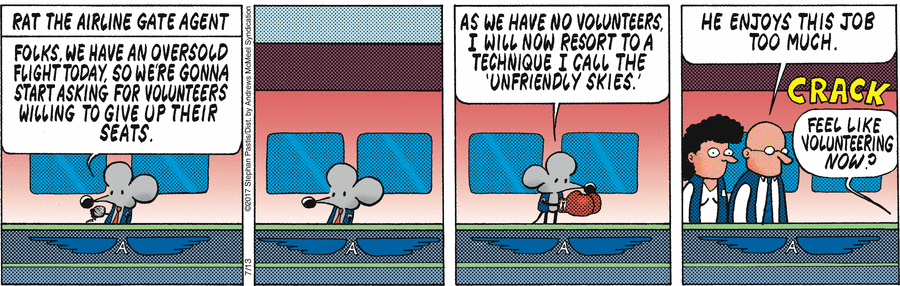 RAT THE AIRLINE GATE AGENT
FOLKS, WE HAVE AN OVERSOLD
FLIGHT TODAY, SO WE'RE GONNA
START ASKING FOR VOLUNTEERS
WILLING TO GIVE UP THEIR
SEATS.
A
©2017 Stephan Pastis/Dist. by Andrews McMeel Syndication
7/13
A
AS WE HAVE NO VOLUNTEERS,
I WILL NOW RESORT TO A
TECHNIQUE I CALL THE
'UNFRIENDLY SKIES.'
A
HE ENJOYS THIS JOB
TOO MUCH.
CRACK
FEEL LIKE
VOLUNTEERING
NOW?
A